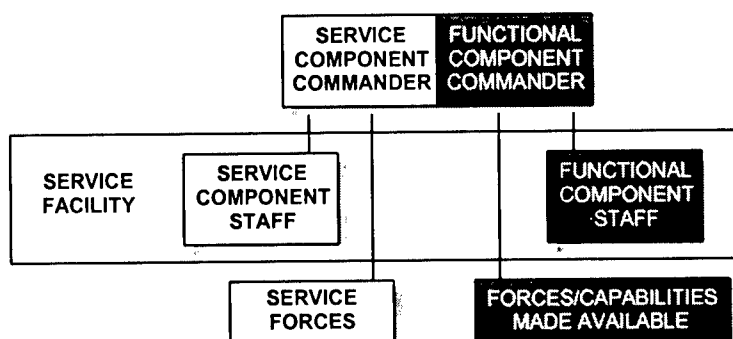 SERVICE
COMPONENT
COMMANDER
FUNCTIONAL
COMPONENT
COMMANDER
SERVICE
FACILITY
SERVICE
COMPONENT
STAFF
FUNCTIONAL
COMPONENT
STAFF
SERVICE
FORCES
FORCES/CAPABILITIES
MADE AVAILABLE